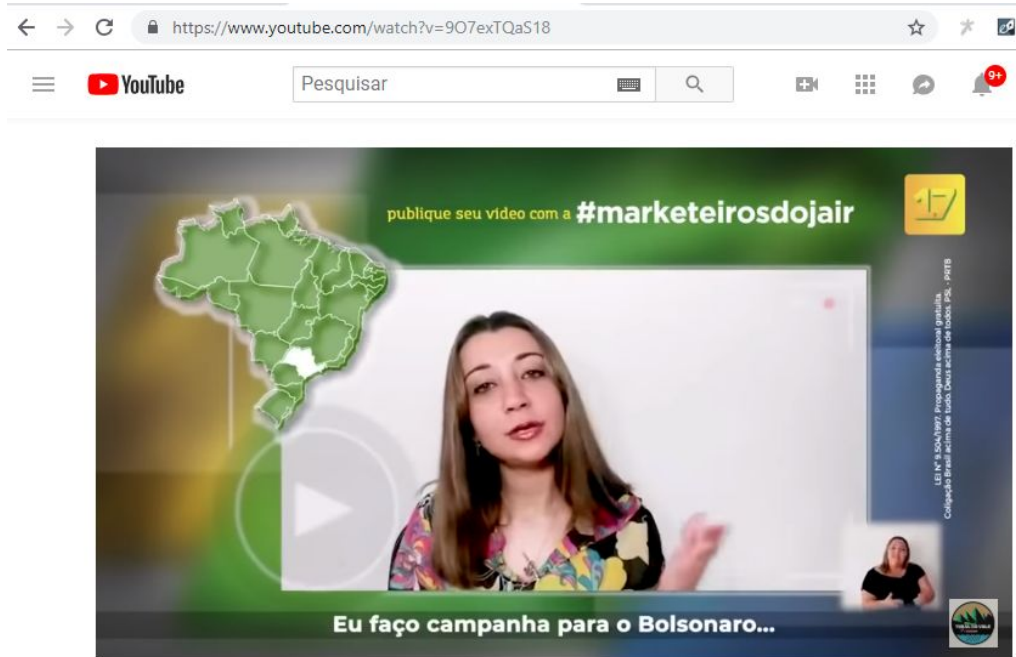 https://www.youtube.com/watch?v=9O7exTQaS18
YouTube
Pesquisar
9+
publique seu video com a #marketeirosdojair
17
LEI Nº 9.504/1997. Propaganda eleitoral gratuita.
Coligação Brasil acima de tudo. Deus acima de todos. PSL - PRTB
Eu faço campanha para o Bolsonaro...